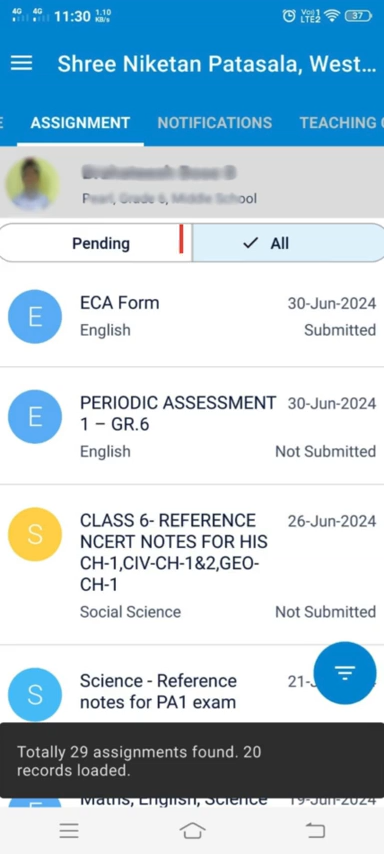 4G 4G 11:30 1.10 KB/s Vo)) 1 LTE2 37
Shree Niketan Patasala, West...
E ASSIGNMENT NOTIFICATIONS TEACHING
Pearl, Grade 6, Middle School
Pending All
E ECA Form 30-Jun-2024
English Submitted
E PERIODIC ASSESSMENT 30-Jun-2024
1 – GR.6
English Not Submitted
S CLASS 6- REFERENCE 26-Jun-2024
NCERT NOTES FOR HIS
CH-1,CIV-CH-1&2,GEO-
CH-1
Social Science Not Submitted
S Science - Reference 21-
notes for PA1 exam
Totally 29 assignments found. 20
records loaded.
Maths, English, Science 19-Jun-2024